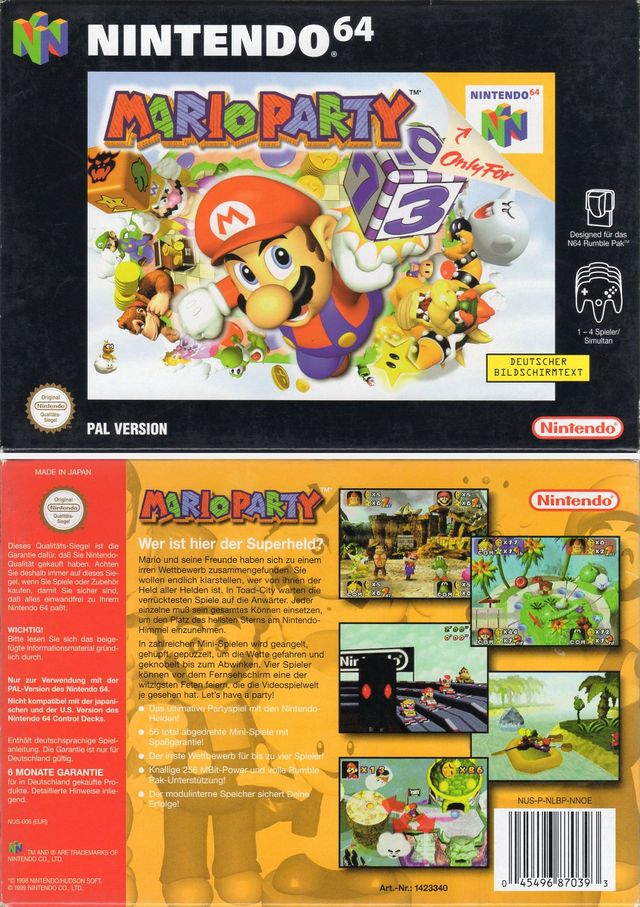 NINTENDO 64
MARIO PARTY™
NINTENDO 64
Only For
3
M
Designed für das
N64 Rumble Pak™
1 – 4 Spieler/
Simultan
DEUTSCHER
BILDSCHIRMTEXT
Original
Nintendo
Qualitäts-
Siegel
PAL VERSION
Nintendo
MADE IN JAPAN
Original
Nintendo
Qualitäts-
Siegel
Dieses Qualitäts-Siegel ist die
Garantie dafür, daß Sie Nintendo-
Qualität gekauft haben. Achten
Sie deshalb immer auf dieses Sie-
gel, wenn Sie Spiele oder Zubehör
kaufen, damit Sie sicher sind,
daß alles einwandfrei zu Ihrem
Nintendo 64 paßt.
WICHTIG!
Bitte lesen Sie sich das beige-
fügte Informationsmaterial gründ-
lich durch.
Nur zur Verwendung mit der
PAL-Version des Nintendo 64.
Nicht kompatibel mit der japani-
schen und der U.S. Version des
Nintendo 64 Control Decks.
Enthält deutschsprachige Spiel-
anleitung. Die Garantie ist nur für
Deutschland gültig.
6 MONATE GARANTIE
für in Deutschland gekaufte Pro-
dukte. Detaillierte Hinweise inlie-
gend.
NUS-006 (EUR)
™, ™ AND ® ARE TRADEMARKS OF
NINTENDO CO., LTD.
© 1998 NINTENDO/HUDSON SOFT.
© 1999 NINTENDO CO., LTD.
MARIO PARTY™
Wer ist hier der Superheld?
Mario und seine Freunde haben sich zu einem
irren Wettbewerb zusammengefunden. Sie
wollen endlich klarstellen, wer von ihnen der
Held aller Helden ist. In Toad-City warten die
verrücktesten Spiele auf die Anwärter. Jeder
einzelne muß sein gesamtes Können einsetzen,
um den Platz des hellsten Sterns am Nintendo-
Himmel einzunehmen.
In zahlreichen Mini-Spielen wird geangelt,
gehüpft, gepuzzelt, um die Wette gefahren und
geknobelt bis zum Abwinken. Vier Spieler
können vor dem Fernsehschirm eine der
witzigsten Feten feiern, die die Videospielwelt
je gesehen hat. Let's have a party!
Das ultimative Partyspiel mit den Nintendo-
Helden!
56 total abgedrehte Mini-Spiele mit
Spaßgarantie!
Der irrste Wettbewerb für bis zu vier Spieler!
Knallige 256 MBit-Power und volle Rumble
Pak-Unterstützung!
Der modulinterne Speicher sichert Deine
Erfolge!
Nintendo
Art.-Nr.: 1423340
NUS-P-NLBP-NNOE
0 45496 87039 3